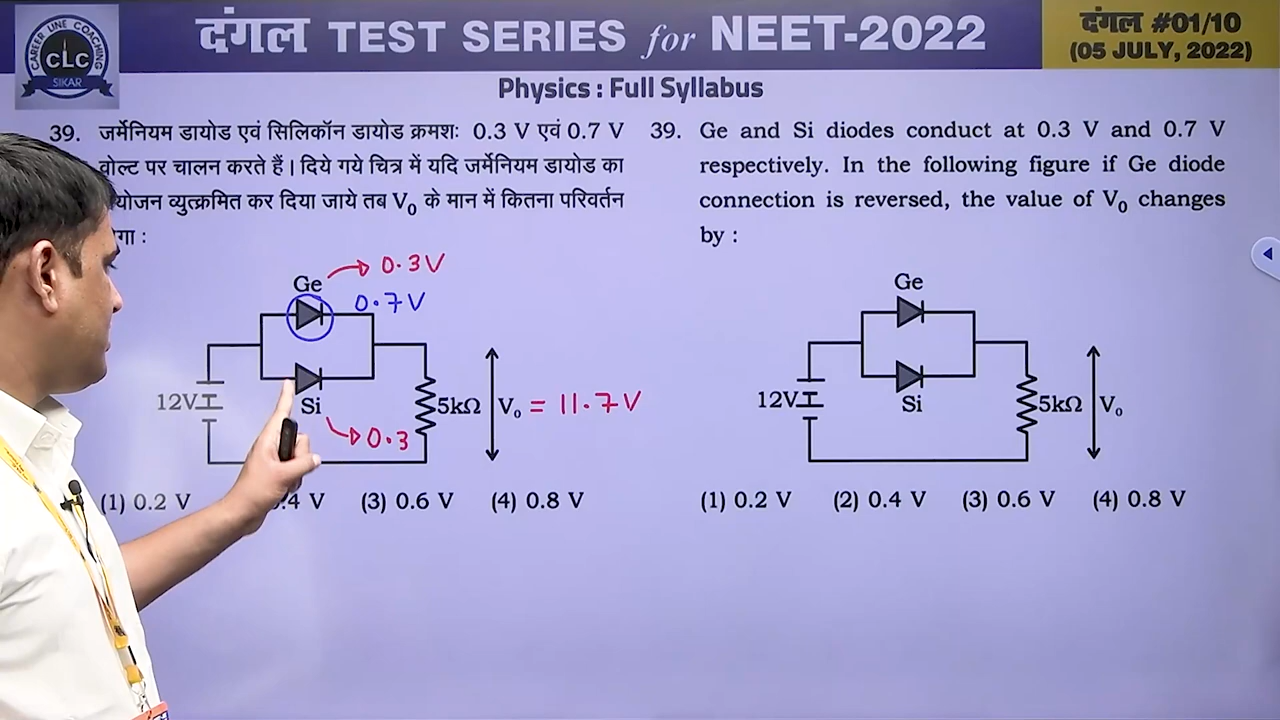 CAREER LINE COACHING
CLC
SIKAR
दंगल TEST SERIES for NEET-2022
दंगल #01/10
(05 JULY, 2022)
Physics : Full Syllabus
39. जर्मेनियम डायोड एवं सिलिकॉन डायोड क्रमशः 0.3 V एवं 0.7 V
वोल्ट पर चालन करते हैं। दिये गये चित्र में यदि जर्मेनियम डायोड का
व्युत्क्रमित कर दिया जाये तब V₀ के मान में कितना परिवर्तन
:
Ge
0.3V
0.7V
12V
Si
0.3
5kΩ
V₀ = 11.7V
(1) 0.2 V
(3) 0.6 V (4) 0.8 V
39. Ge and Si diodes conduct at 0.3 V and 0.7 V
respectively. In the following figure if Ge diode
connection is reversed, the value of V₀ changes
by :
Ge
12V
Si
5kΩ
V₀
(1) 0.2 V (2) 0.4 V (3) 0.6 V (4) 0.8 V